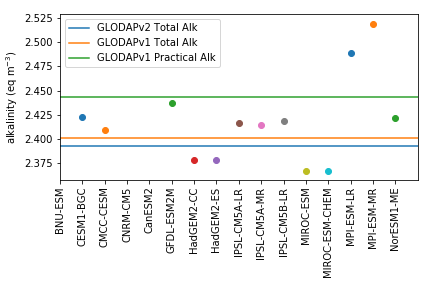 2.525
2.500
2.475
2.450
2.425
2.400
2.375
alkalinity (eq m⁻³)
GLODAPv2 Total Alk
GLODAPv1 Total Alk
GLODAPv1 Practical Alk
BNU-ESM
CESM1-BGC
CMCC-CESM
CNRM-CM5
CanESM2
GFDL-ESM2M
HadGEM2-CC
HadGEM2-ES
IPSL-CM5A-LR
IPSL-CM5A-MR
IPSL-CM5B-LR
MIROC-ESM
MIROC-ESM-CHEM
MPI-ESM-LR
MPI-ESM-MR
NorESM1-ME